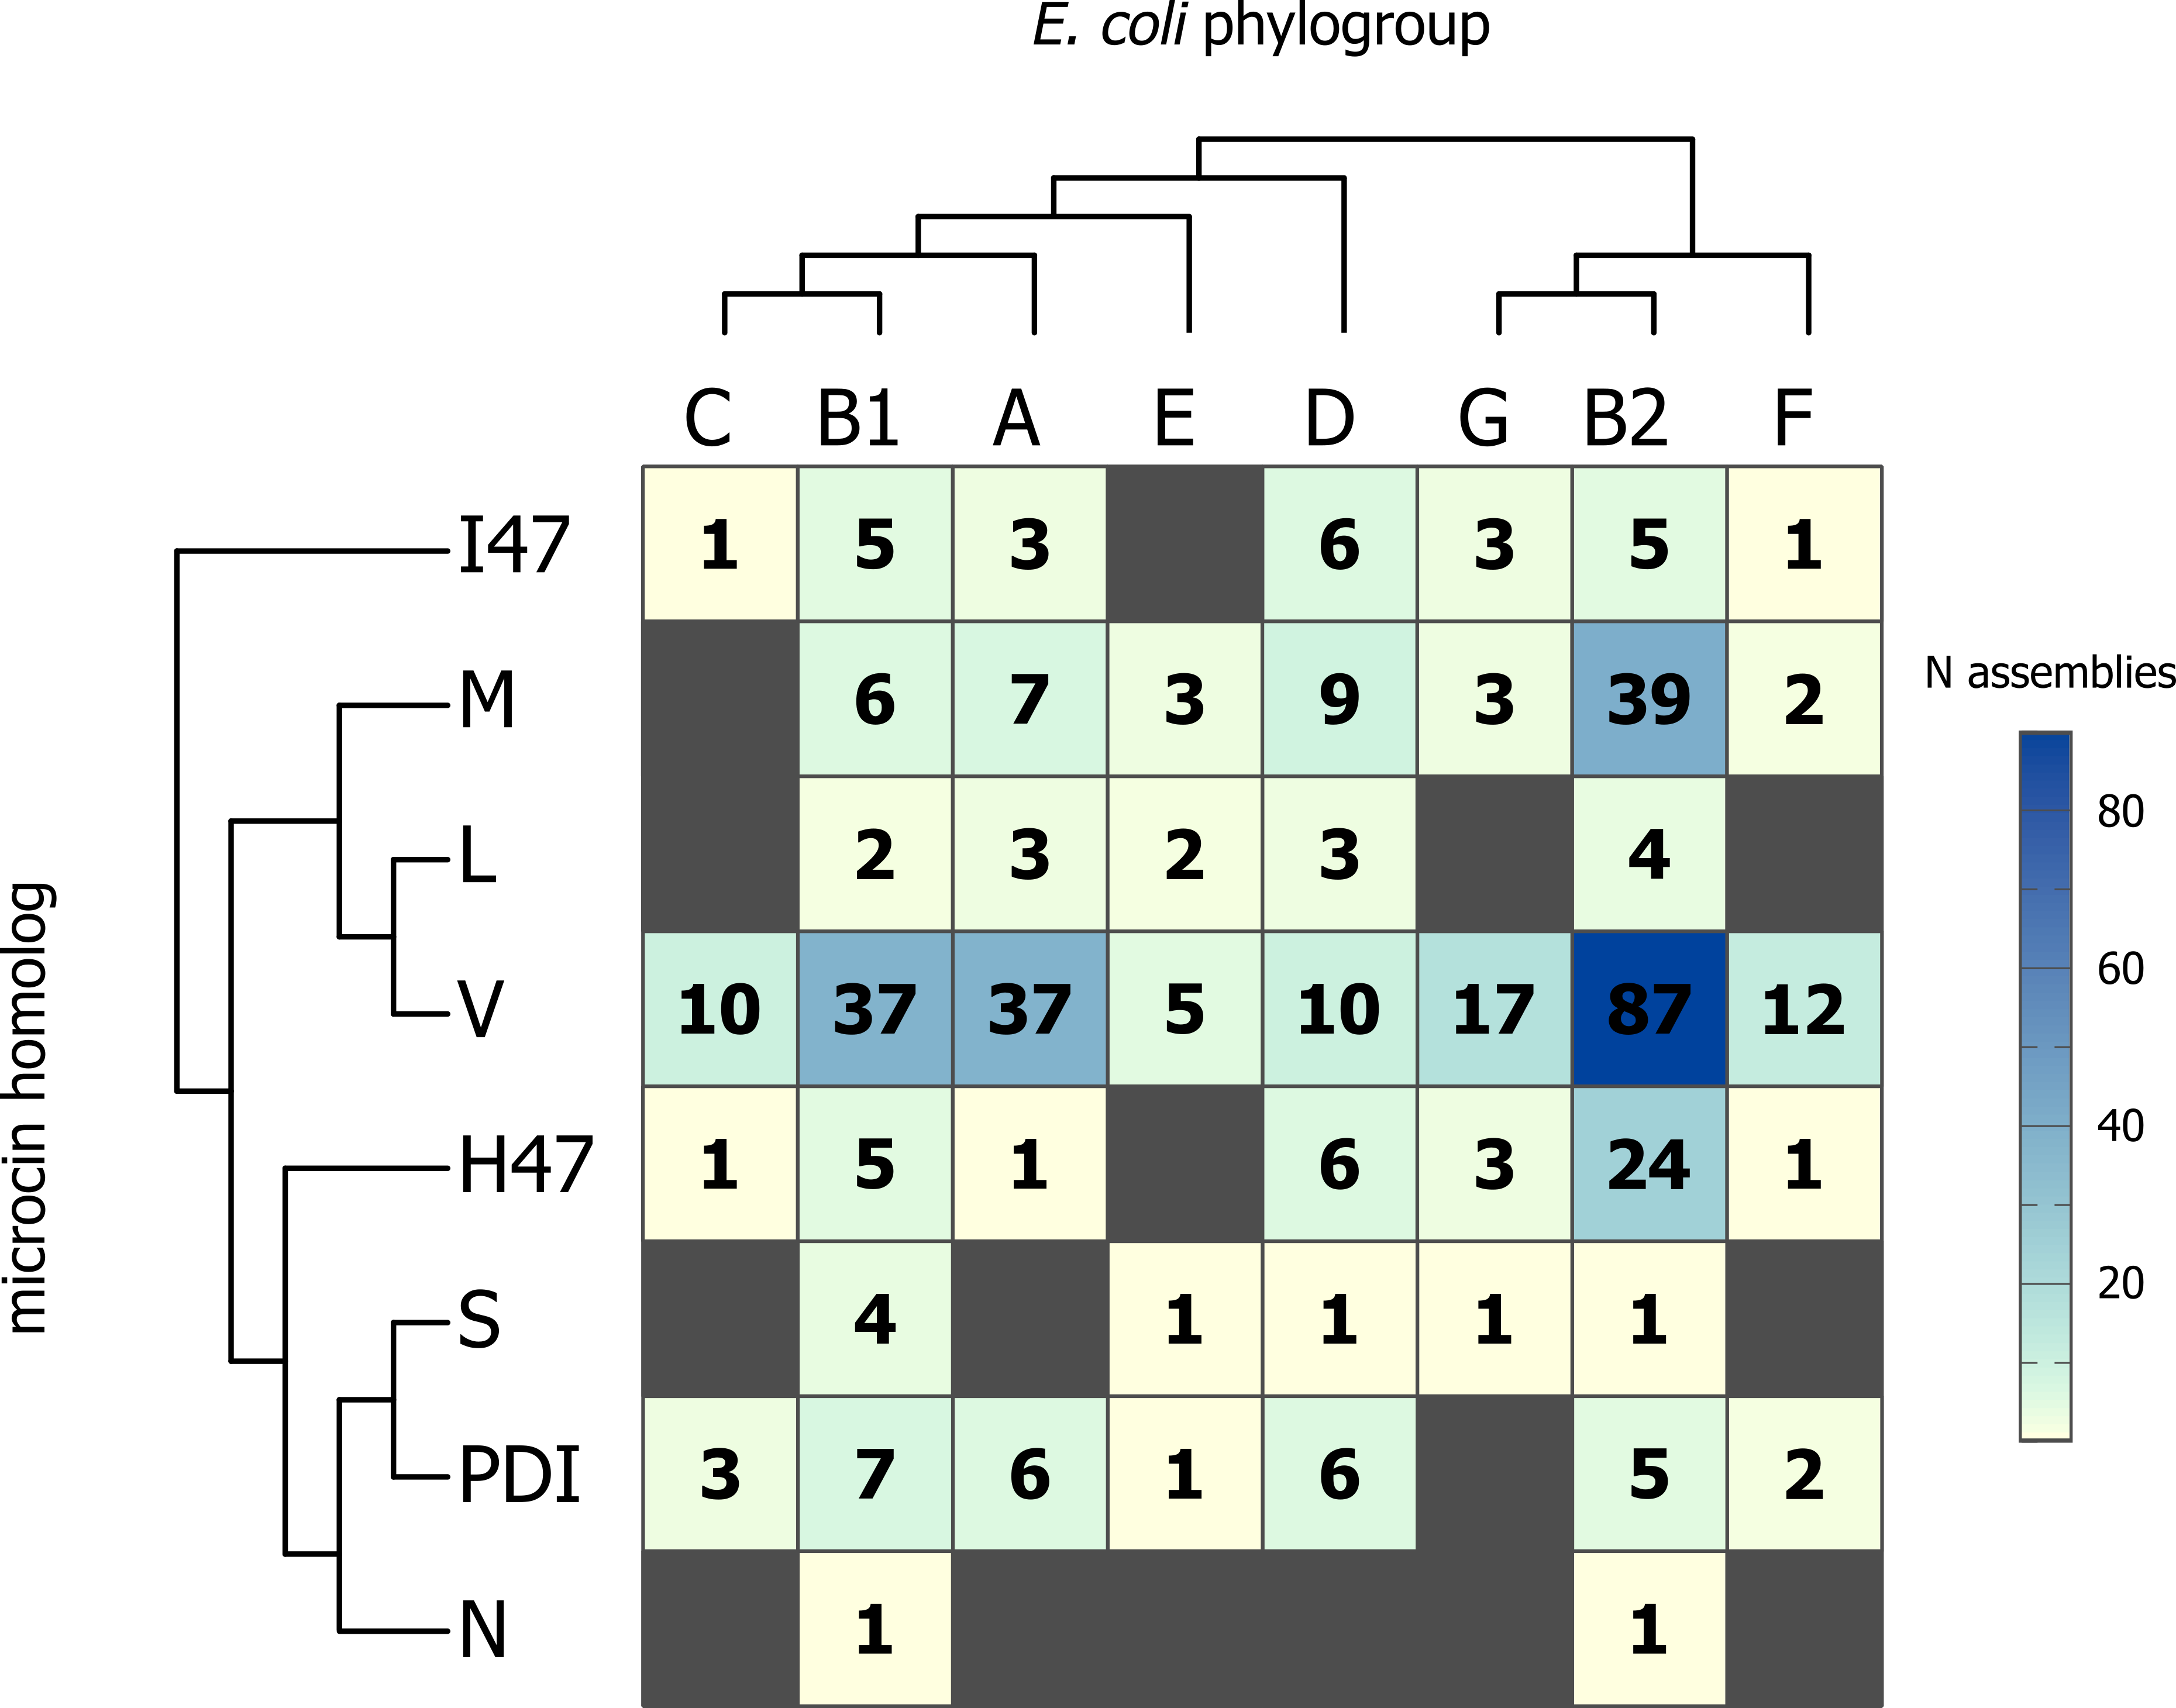 E. coli phylogroup
C B1 A E D G B2 F
I47 1 5 3 6 3 5 1
M 6 7 3 9 3 39 2
N assemblies
L 2 3 2 3 4
V 10 37 37 5 10 17 87 12
H47 1 5 1 6 3 24 1
S 4 1 1 1 1
PDI 3 7 6 1 6 5 2
N 1 1
microcin homolog
80
60
40
20